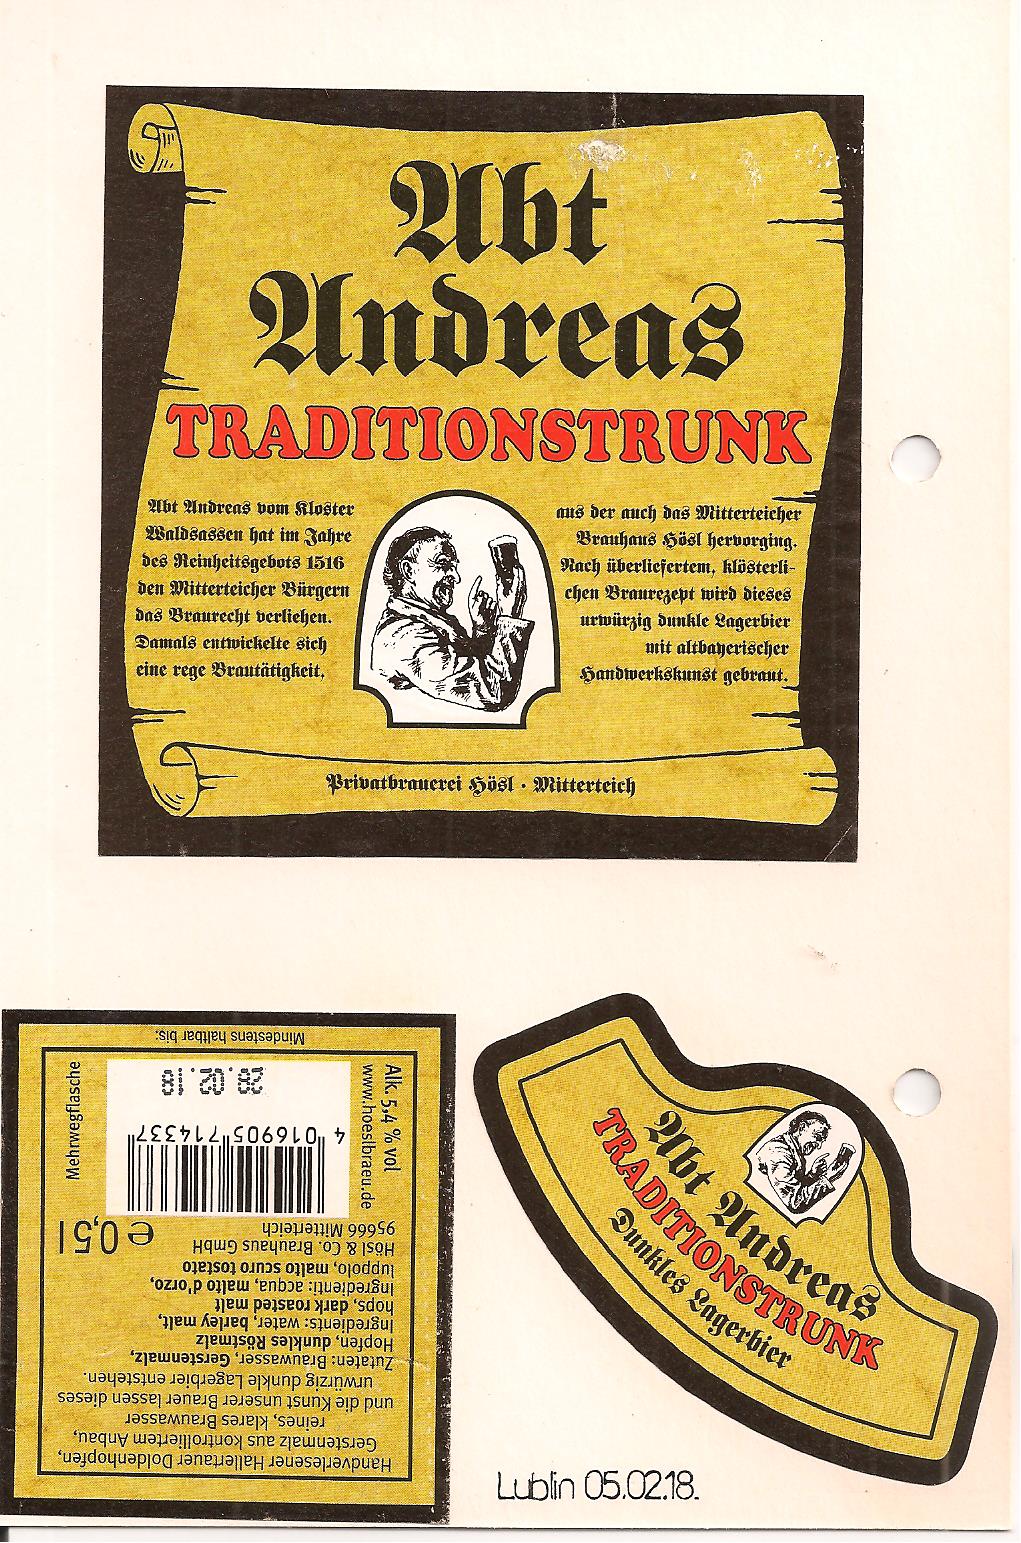 Abt
Andreas
TRADITIONSTRUNK
Abt Andreas vom Kloster
Waldsassen hat im Jahre
des Reinheitsgebots 1516
den Mitterteicher Bürgern
das Braurecht verliehen.
Damals entwickelte sich
eine rege Brautätigkeit,
aus der auch das Mitterteicher
Brauhaus Hösl hervorging.
Nach überliefertem, klösterli-
chen Braurezept wird dieses
urwürzig dunkle Lagerbier
mit altbayerischer
Handwerkskunst gebraut.
Privatbrauerei Hösl · Mitterteich
Handverlesener Hallertauer Doldenhopfen,
Gerstenmalz aus kontrolliertem Anbau,
reines, klares Brauwasser
und die Kunst unserer Brauer lassen dieses
urwürzig dunkle Lagerbier entstehen.
Zutaten: Brauwasser, Gerstenmalz,
Hopfen, dunkles Röstmalz
Ingredients: water, barley malt,
hops, dark roasted malt
Ingredienti: acqua, malto d'orzo,
luppolo, malto scuro tostato
Hösl & Co. Brauhaus GmbH
95666 Mitterteich
e 0,5 l
Alk. 5,4 % vol
www.hoeslbraeu.de
4 016905 714337
28.02.18
Mehrwegflasche
Mindestens haltbar bis:
Abt Andreas
TRADITIONSTRUNK
Dunkles Lagerbier
Lublin 05.02.18.